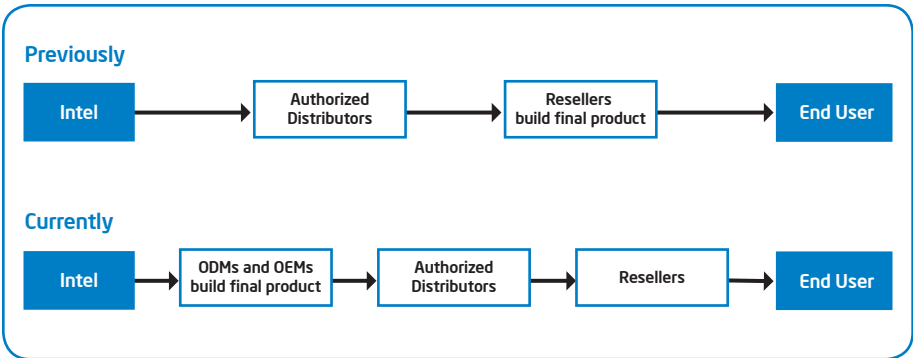 Previously
Intel
Authorized
Distributors
Resellers
build final product
End User
Currently
Intel
ODMs and OEMs
build final product
Authorized
Distributors
Resellers
End User